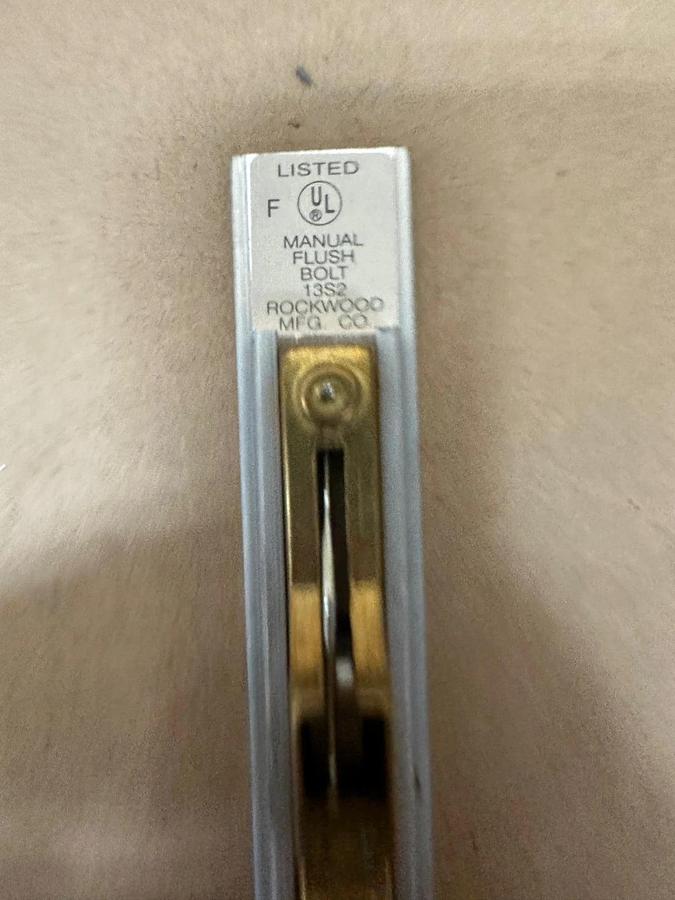 LISTED
F UL ®
MANUAL
FLUSH
BOLT
13S2
ROCKWOOD
MFG. CO.